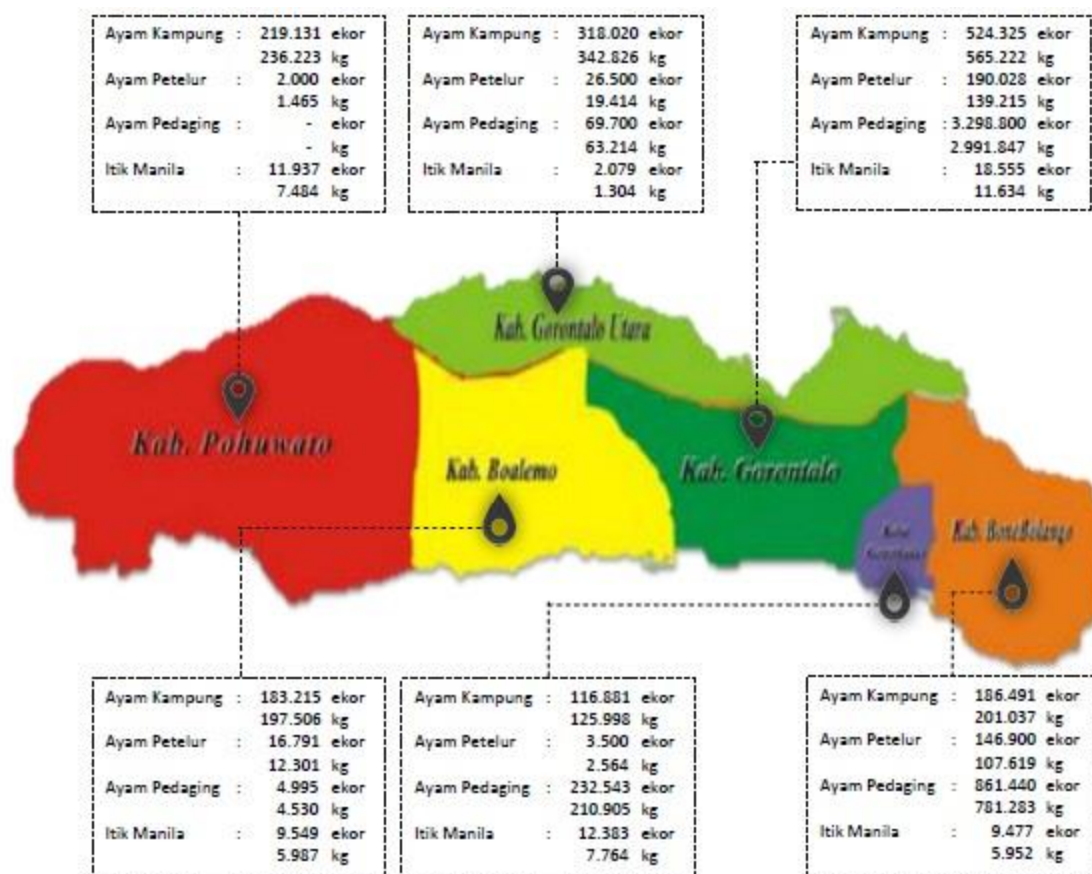 Ayam Kampung : 219.131 ekor
236.223 kg
Ayam Petelur : 2.000 ekor
1.465 kg
Ayam Pedaging : - ekor
- kg
Itik Manila : 11.937 ekor
7.484 kg
Ayam Kampung : 318.020 ekor
342.826 kg
Ayam Petelur : 26.500 ekor
19.414 kg
Ayam Pedaging : 69.700 ekor
63.214 kg
Itik Manila : 2.079 ekor
1.304 kg
Ayam Kampung : 524.325 ekor
565.222 kg
Ayam Petelur : 190.028 ekor
139.215 kg
Ayam Pedaging : 3.298.800 ekor
2.991.847 kg
Itik Manila : 18.555 ekor
11.634 kg
Kab. Gorontalo Utara
Kab. Pohuwato
Kab. Boalemo
Kab. Gorontalo
Kota
Gorontalo
Kab. BoneBolango
Ayam Kampung : 183.215 ekor
197.506 kg
Ayam Petelur : 16.791 ekor
12.301 kg
Ayam Pedaging : 4.995 ekor
4.530 kg
Itik Manila : 9.549 ekor
5.987 kg
Ayam Kampung : 116.881 ekor
125.998 kg
Ayam Petelur : 3.500 ekor
2.564 kg
Ayam Pedaging : 232.543 ekor
210.905 kg
Itik Manila : 12.383 ekor
7.764 kg
Ayam Kampung : 186.491 ekor
201.037 kg
Ayam Petelur : 146.900 ekor
107.619 kg
Ayam Pedaging : 861.440 ekor
781.283 kg
Itik Manila : 9.477 ekor
5.952 kg